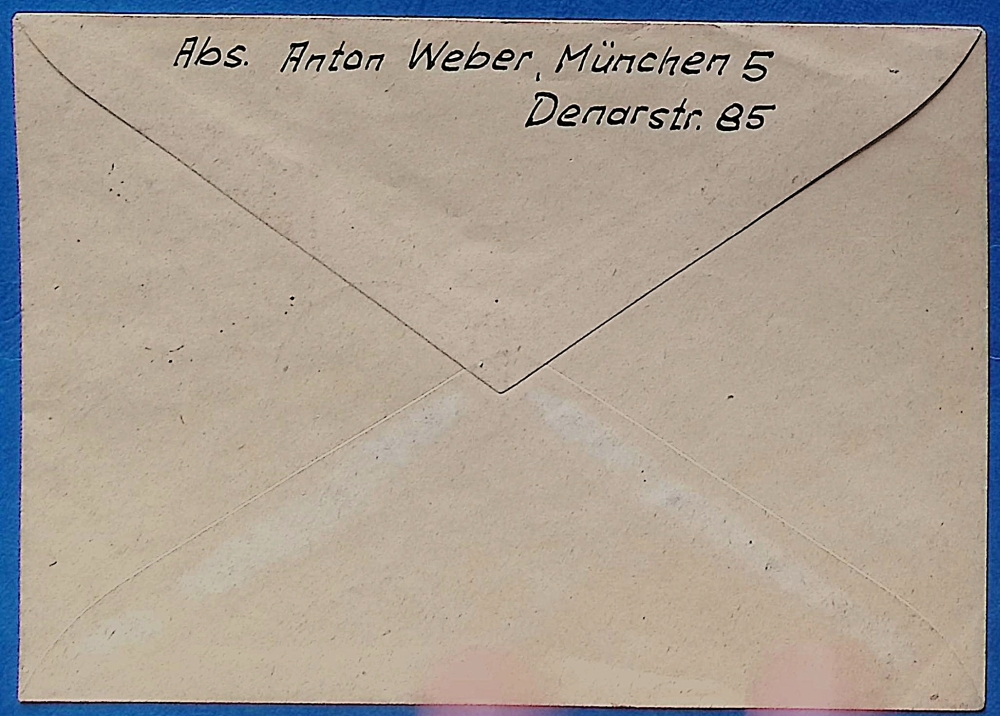 Abs. Anton Weber, München 5
Denarstr. 85